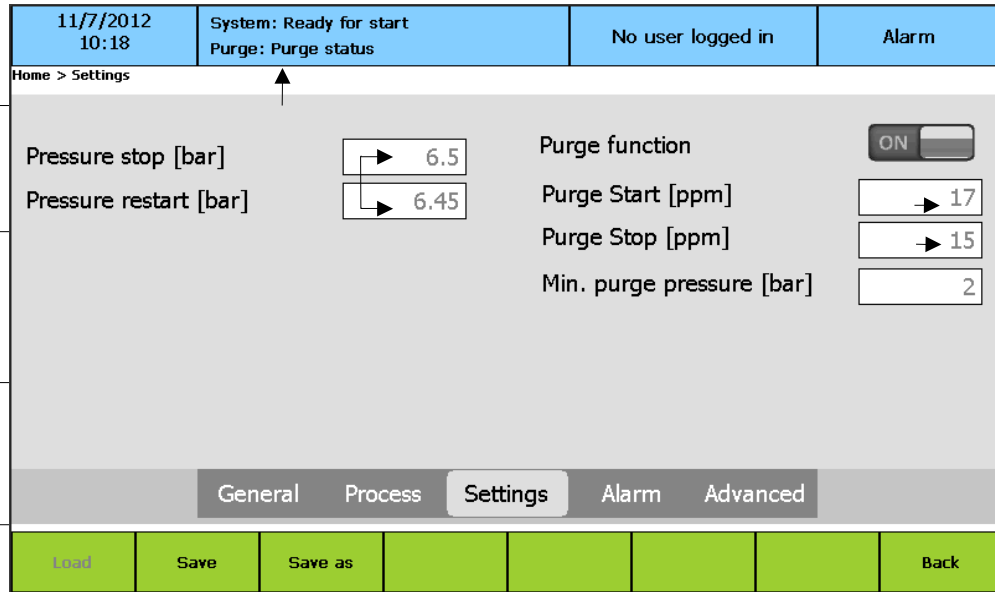 11/7/2012
10:18
System: Ready for start
Purge: Purge status
No user logged in
Alarm
Home > Settings
Pressure stop [bar] 6.5
Pressure restart [bar] 6.45
Purge function ON
Purge Start [ppm] 17
Purge Stop [ppm] 15
Min. purge pressure [bar] 2
General Process Settings Alarm Advanced
Load Save Save as Back